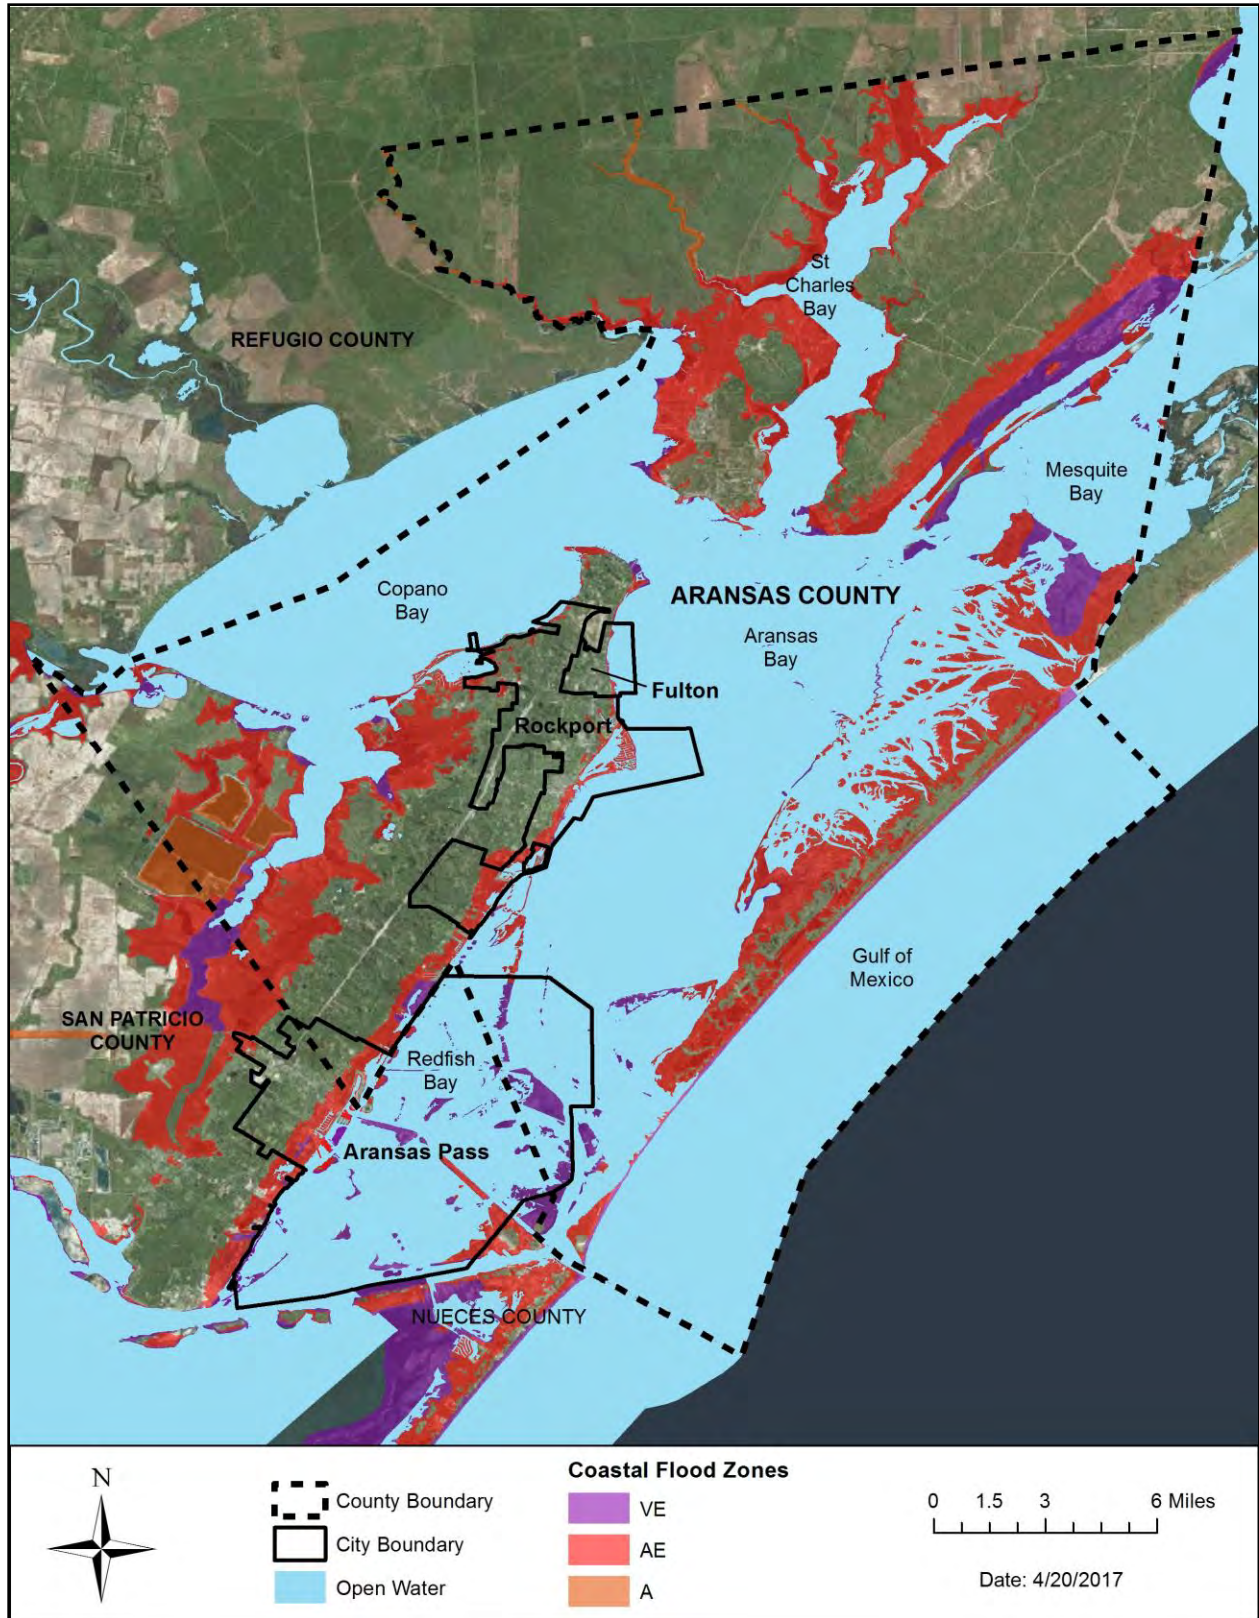 St
Charles
Bay
REFUGIO COUNTY
Mesquite
Bay
Copano
Bay
ARANSAS COUNTY
Aransas
Bay
Fulton
Rockport
Gulf of
Mexico
SAN PATRICIO
COUNTY
Redfish
Bay
Aransas Pass
NUECES COUNTY
N
County Boundary
City Boundary
Open Water
Coastal Flood Zones
VE
AE
A
0 1.5 3 6 Miles
Date: 4/20/2017